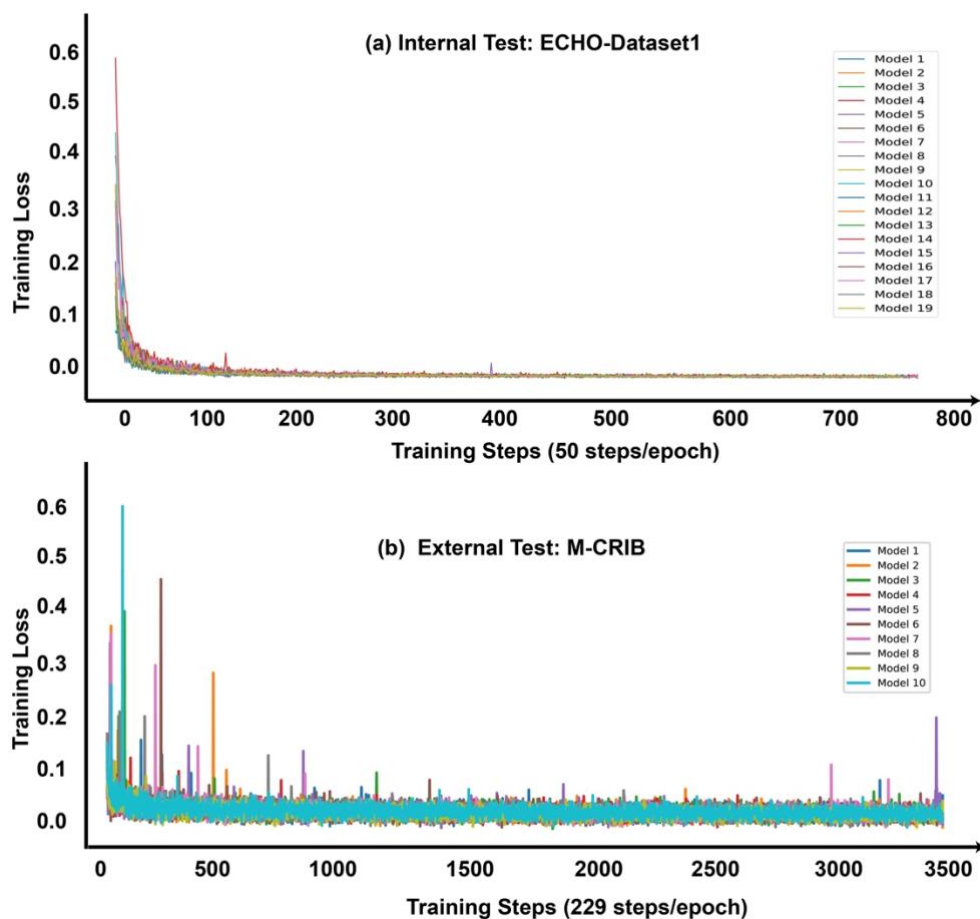 (a) Internal Test: ECHO-Dataset1
Training Loss
0.6
0.5
0.4
0.3
0.2
0.1
0.0
Model 1
Model 2
Model 3
Model 4
Model 5
Model 6
Model 7
Model 8
Model 9
Model 10
Model 11
Model 12
Model 13
Model 14
Model 15
Model 16
Model 17
Model 18
Model 19
0 100 200 300 400 500 600 700 800
Training Steps (50 steps/epoch)
(b) External Test: M-CRIB
Training Loss
0.6
0.5
0.4
0.3
0.2
0.1
0.0
Model 1
Model 2
Model 3
Model 4
Model 5
Model 6
Model 7
Model 8
Model 9
Model 10
0 500 1000 1500 2000 2500 3000 3500
Training Steps (229 steps/epoch)